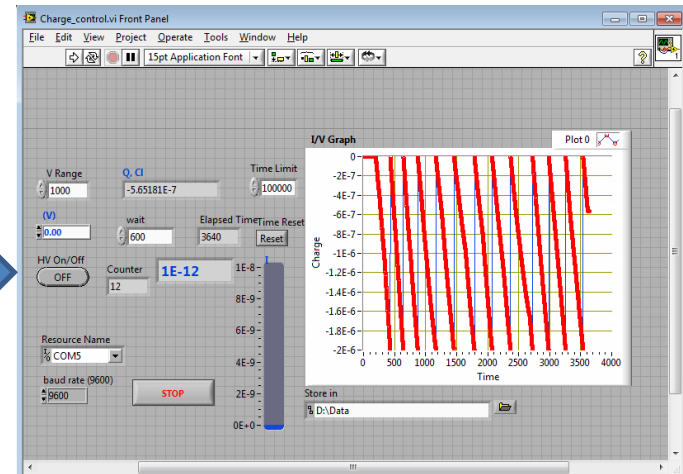 Charge_control.vi Front Panel
File Edit View Project Operate Tools Window Help
15pt Application Font
1
I/V Graph
Plot 0
V Range
1000
Q, Cl
-5.65181E-7
Time Limit
100000
(V)
0.00
wait
600
Elapsed Time
3640
Time Reset
Reset
HV On/Off
OFF
Counter
12
1E-12
I
1E-8
8E-9
6E-9
4E-9
2E-9
0E+0
Resource Name
COM5
baud rate (9600)
9600
STOP
Charge
0
-2E-7
-4E-7
-6E-7
-8E-7
-1E-6
-1.2E-6
-1.4E-6
-1.6E-6
-1.8E-6
-2E-6
0 500 1000 1500 2000 2500 3000 3500 4000
Time
Store in
D:\Data